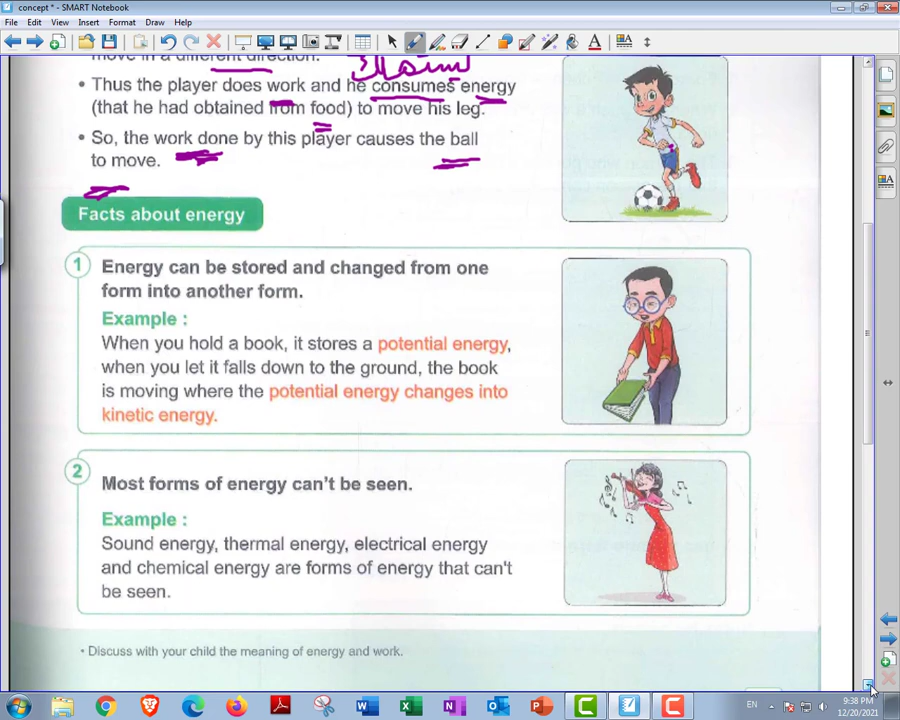 concept * - SMART Notebook
File Edit View Insert Format Draw Help
move in a different direction.
• Thus the player does work and he consumes energy
(that he had obtained from food) to move his leg.
• So, the work done by this player causes the ball
to move.
Facts about energy
1
Energy can be stored and changed from one
form into another form.
Example :
When you hold a book, it stores a potential energy,
when you let it falls down to the ground, the book
is moving where the potential energy changes into
kinetic energy.
2
Most forms of energy can't be seen.
Example :
Sound energy, thermal energy, electrical energy
and chemical energy are forms of energy that can't
be seen.
• Discuss with your child the meaning of energy and work.
EN
9:38 PM
12/20/2021